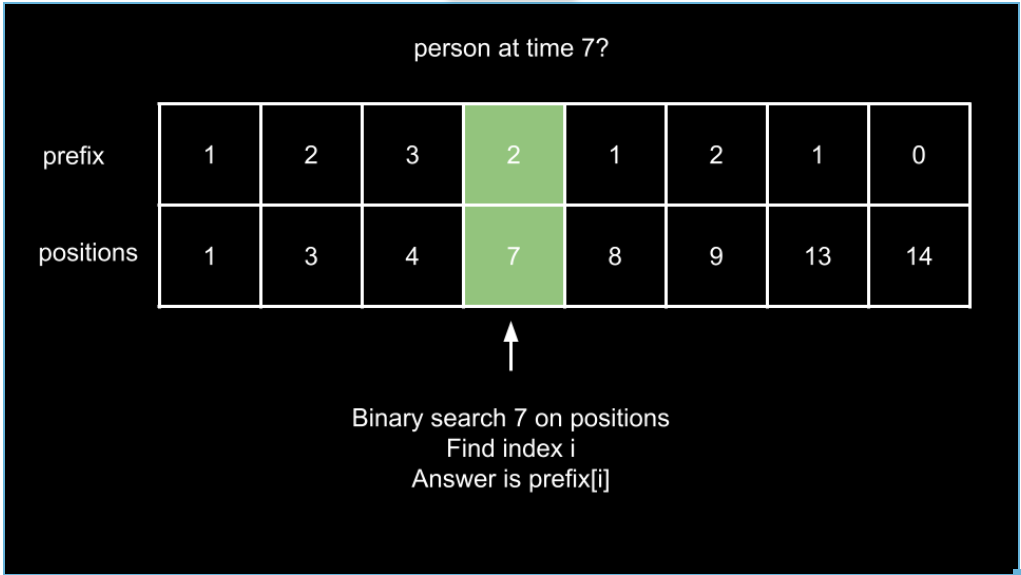 person at time 7?
prefix 1 2 3 2 1 2 1 0
positions 1 3 4 7 8 9 13 14
Binary search 7 on positions
Find index i
Answer is prefix[i]